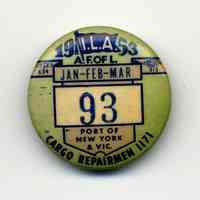 19 I.L.A. 53
A.F. OF L.
JAN-FEB-MAR
93
PORT OF
NEW YORK
& VIC.
CARGO REPAIRMEN 1171